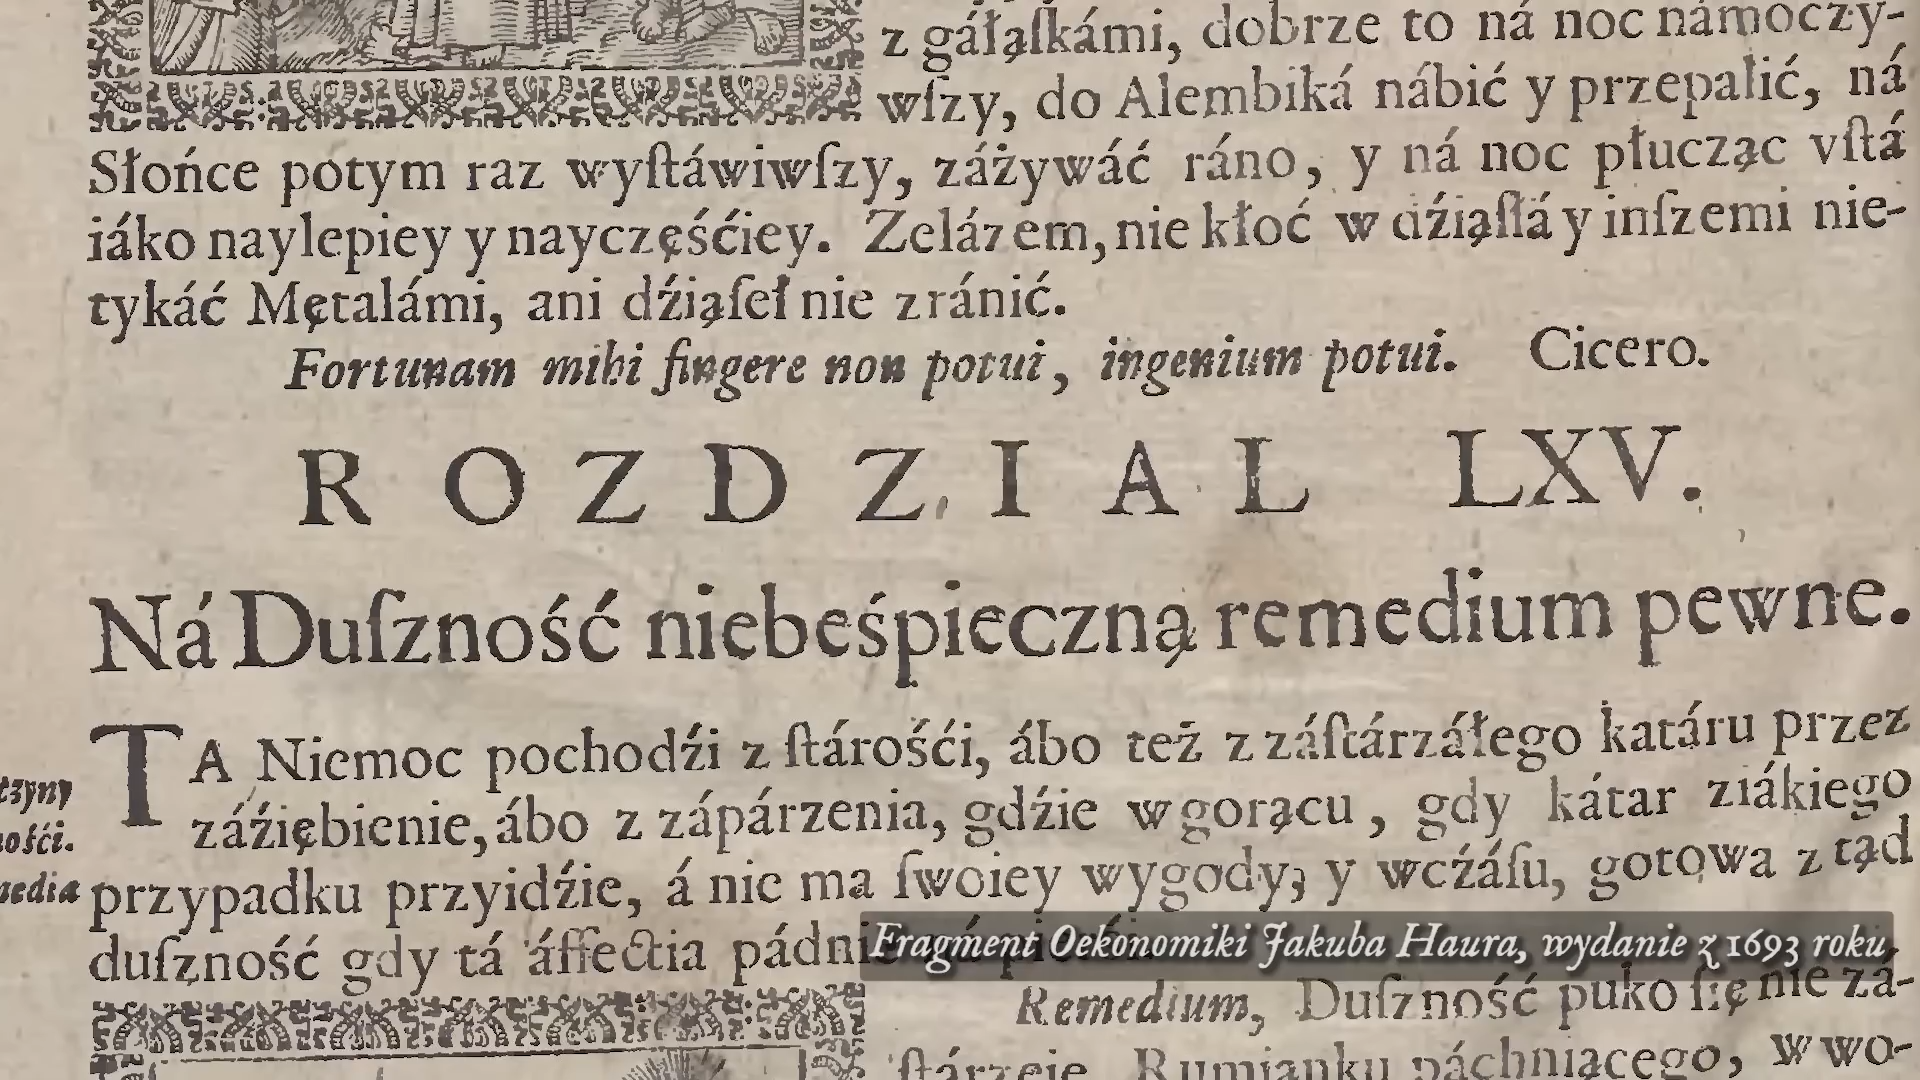 z gáłąſkámi, dobrze to ná noc námoczy-
wſzy, do Alembiká nábić y przepalić, ná
Słońce potym raz wyſtáwiwſzy, záżywáć ráno, y ná noc płucząc vſtá
iáko naylepiey y nayczęśćiey. Zelázem, nie kłoć w dźiąſłá y inſzemi nie-
tykáć Mętalámi, ani dźiąſeł nie zránić.
Fortunam mihi fingere non potui, ingenium potui. Cicero.
ROZDZIAL LXV.
Ná Duſzność niebeśpieczną remedium pewne.
TA Niemoc pochodźi z ſtárośći, ábo też z záſtárzáłego kataru przez
záźiębienie, ábo z zápárzenia, gdźie w gorącu, gdy kátar ziákiego
przypadku przyidźie, á nie ma ſwoiey wygody, y wczáſu, gotowa z tąd
duſzność gdy tá áffectia pádnie ná
Fragment Oekonomiki Jakuba Haura, wydanie z 1693 roku
Remedium, Duſzność puko ſię nie zá-
ſtárzeie, Rumianku páchniącego, w wo-